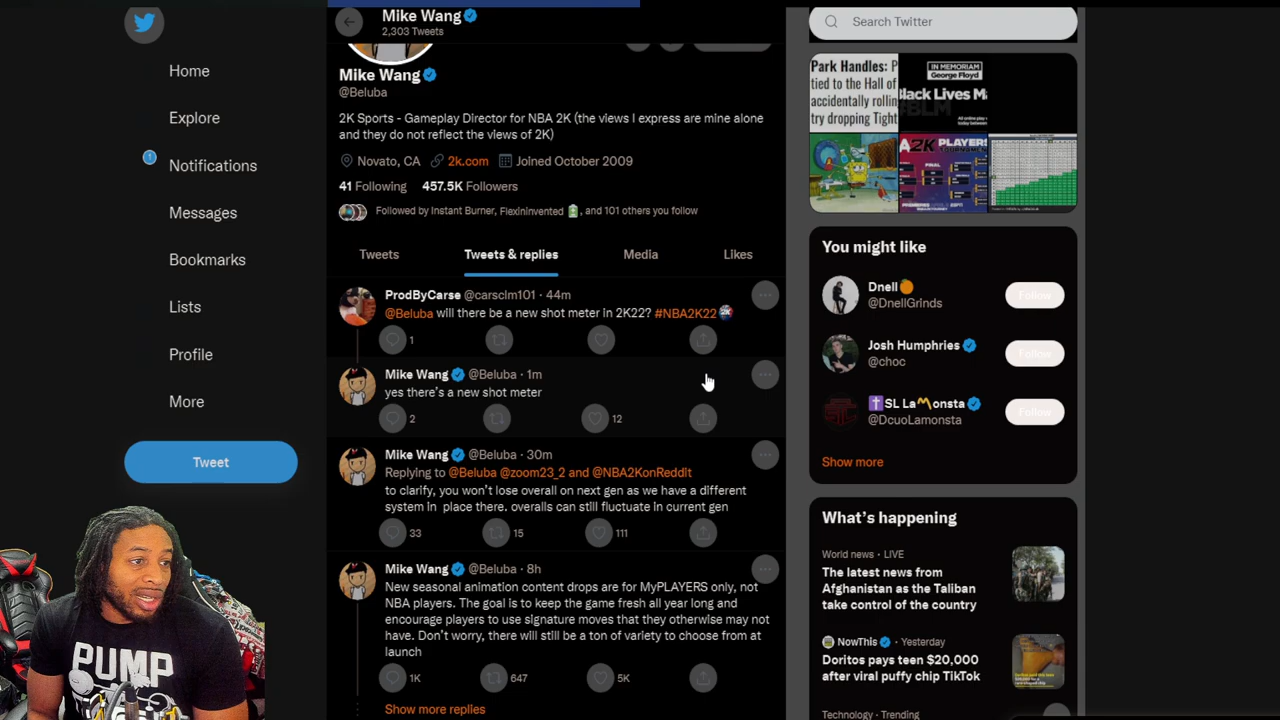 Mike Wang
2,303 Tweets
Search Twitter
Home
Explore
Notifications
Messages
Bookmarks
Lists
Profile
More
Tweet
Mike Wang
@Beluba
2K Sports - Gameplay Director for NBA 2K (the views I express are mine alone
and they do not reflect the views of 2K)
Novato, CA 2k.com Joined October 2009
41 Following 457.5K Followers
Followed by Instant Burner, Flexininvented, and 101 others you follow
Tweets Tweets & replies Media Likes
ProdByCarse @carsclm101 · 44m
@Beluba will there be a new shot meter in 2K22? #NBA2K22
1
Mike Wang @Beluba · 1m
yes there's a new shot meter
2 12
Mike Wang @Beluba · 30m
Replying to @Beluba @zoom23_2 and @NBA2KonReddit
to clarify, you won't lose overall on next gen as we have a different
system in place there. overalls can still fluctuate in current gen
33 15 111
Mike Wang @Beluba · 8h
New seasonal animation content drops are for MyPLAYERS only, not
NBA players. The goal is to keep the game fresh all year long and
encourage players to use signature moves that they otherwise may not
have. Don't worry, there will still be a ton of variety to choose from at
launch
1K 647 5K
Show more replies
Park Handles: P
tied to the Hall of
accidentally rollin
try dropping Tight
IN MEMORIAM
George Floyd
Black Lives Ma
#BLM
A2K PLAYERS
TOURNAMENT
FINAL
You might like
Dnell
@DnellGrinds
Follow
Josh Humphries
@choc
Follow
SL La onsta
@DcuoLamonsta
Follow
Show more
What's happening
World news · LIVE
The latest news from
Afghanistan as the Taliban
take control of the country
NowThis · Yesterday
Doritos pays teen $20,000
after viral puffy chip TikTok
Technology · Trending
PUMP